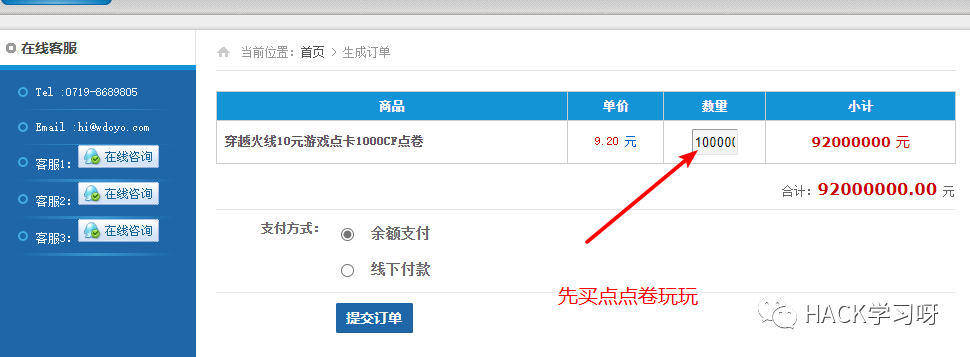 在线客服
Tel :0719-8689805
Email :hi@wdoyo.com
客服1: 在线咨询
客服2: 在线咨询
客服3: 在线咨询
当前位置: 首页 > 生成订单
商品 单价 数量 小计
穿越火线10元游戏点卡1000CF点卷 9.20 元 100000 92000000 元
合计: 92000000.00 元
支付方式: 余额支付
线下付款
先买点点卷玩玩
提交订单
HACK学习呀